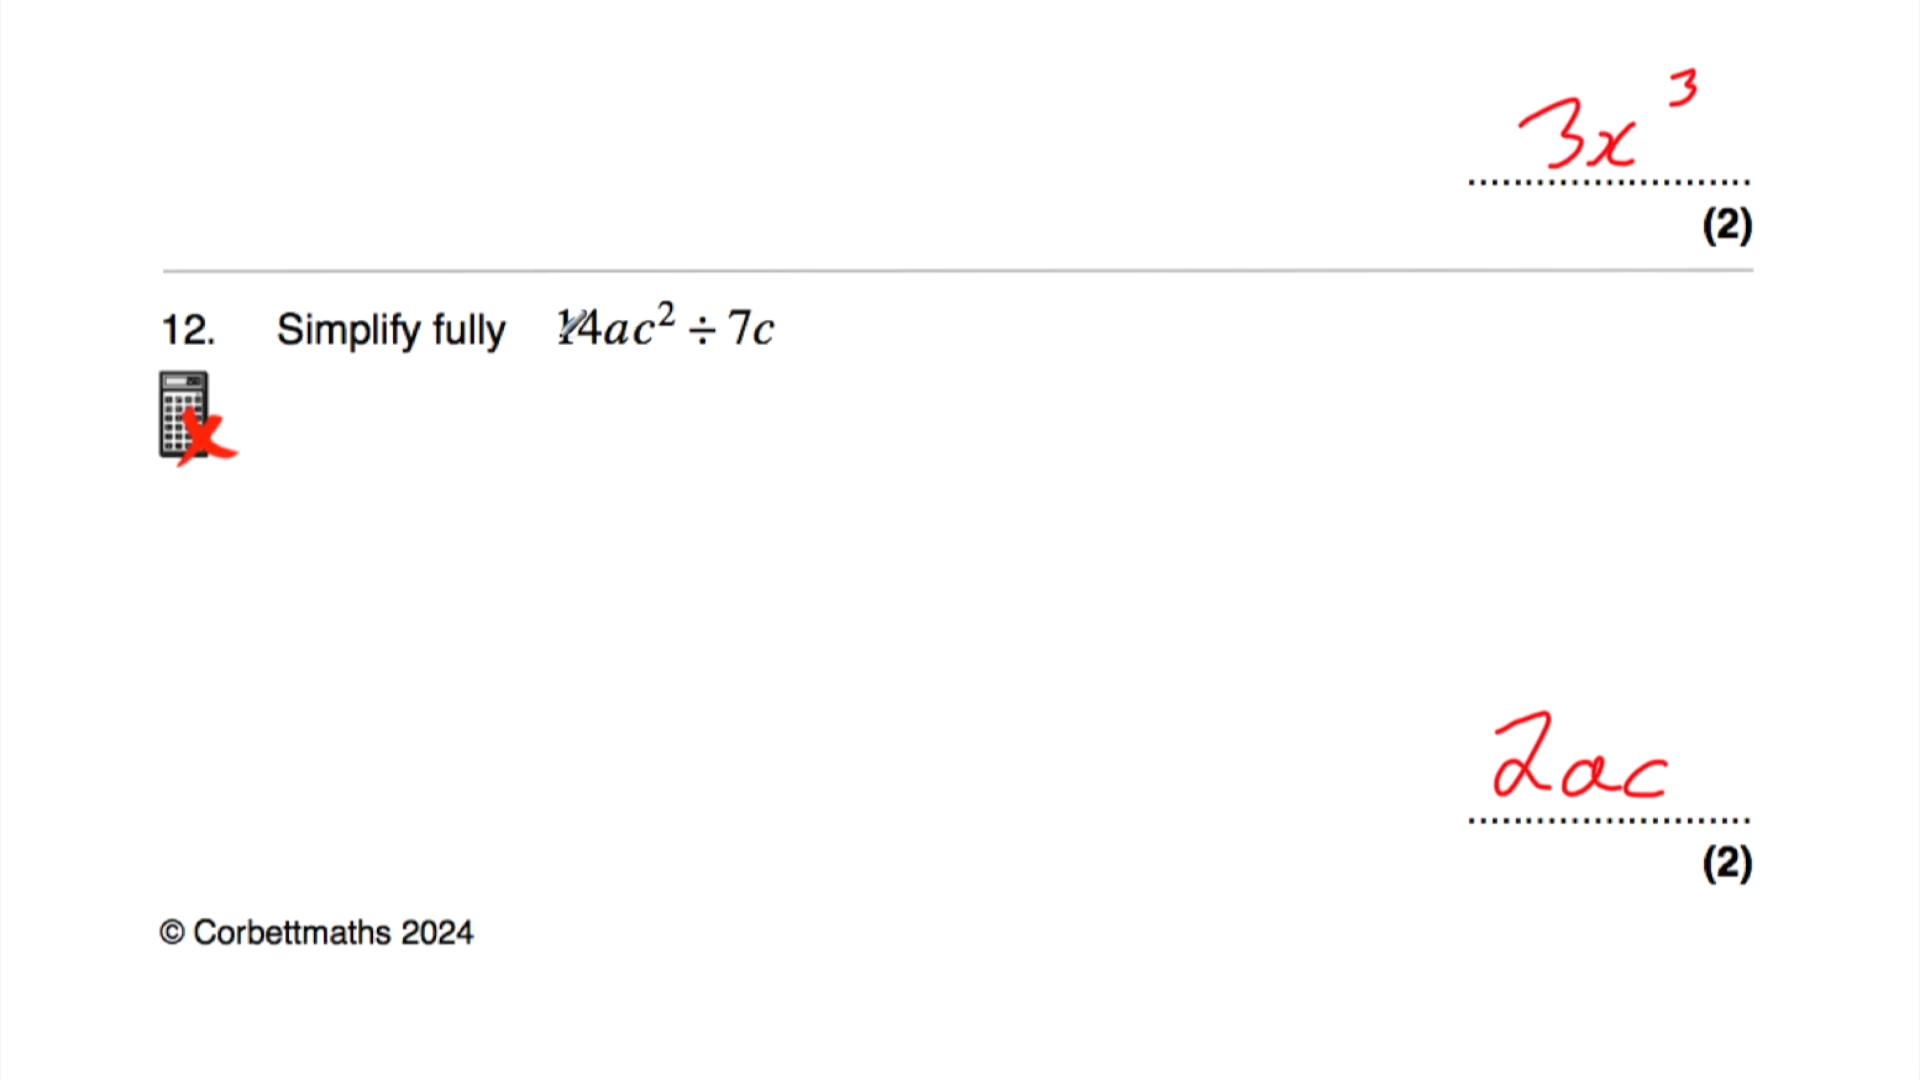 3x³
(2)
12. Simplify fully 14ac² ÷ 7c
2ac
(2)
© Corbettmaths 2024